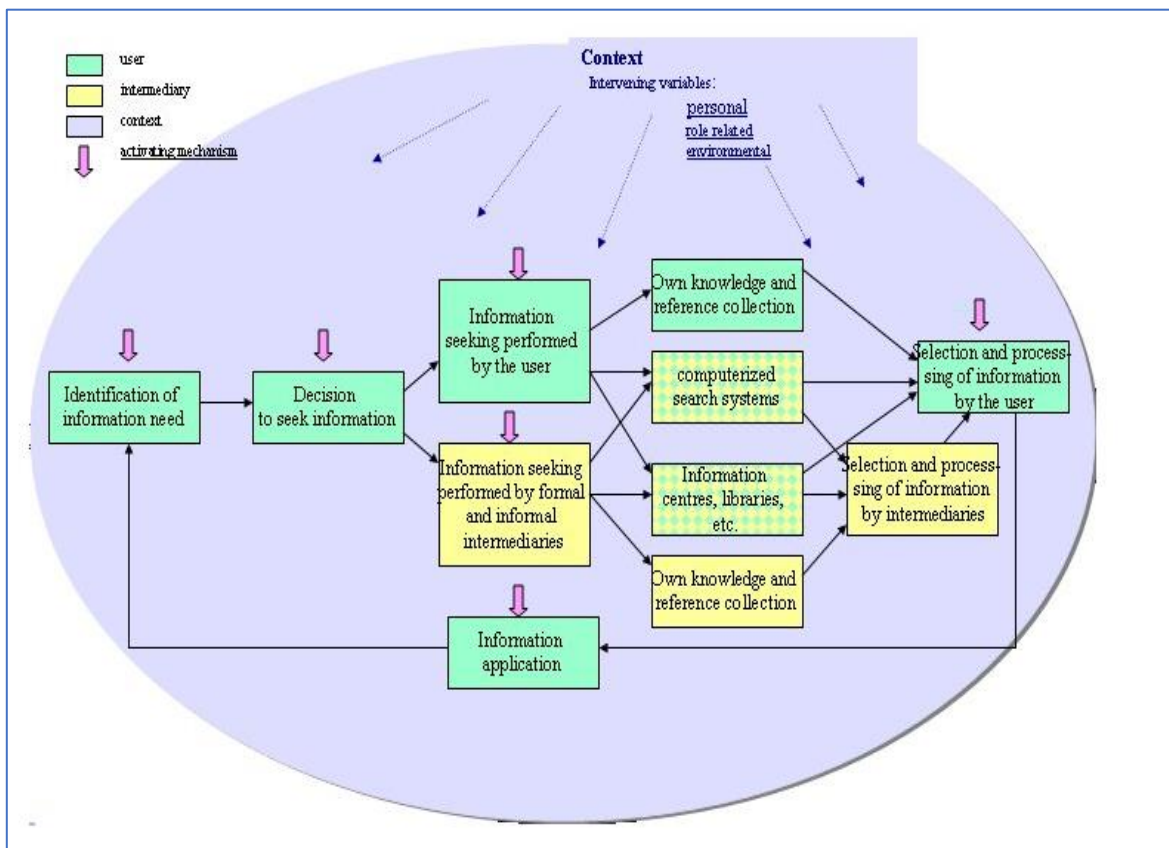 user
intermediary
context
activating mechanism
Context
Intervening variables:
personal
role related
environmental
Identification of
information need
Decision
to seek information
Information
seeking performed
by the user
Information seeking
performed by formal
and informal
intermediaries
Own knowledge and
reference collection
computerized
search systems
Information
centres, libraries,
etc.
Own knowledge and
reference collection
Selection and process-
sing of information
by the user
Selection and process-
sing of information
by intermediaries
Information
application